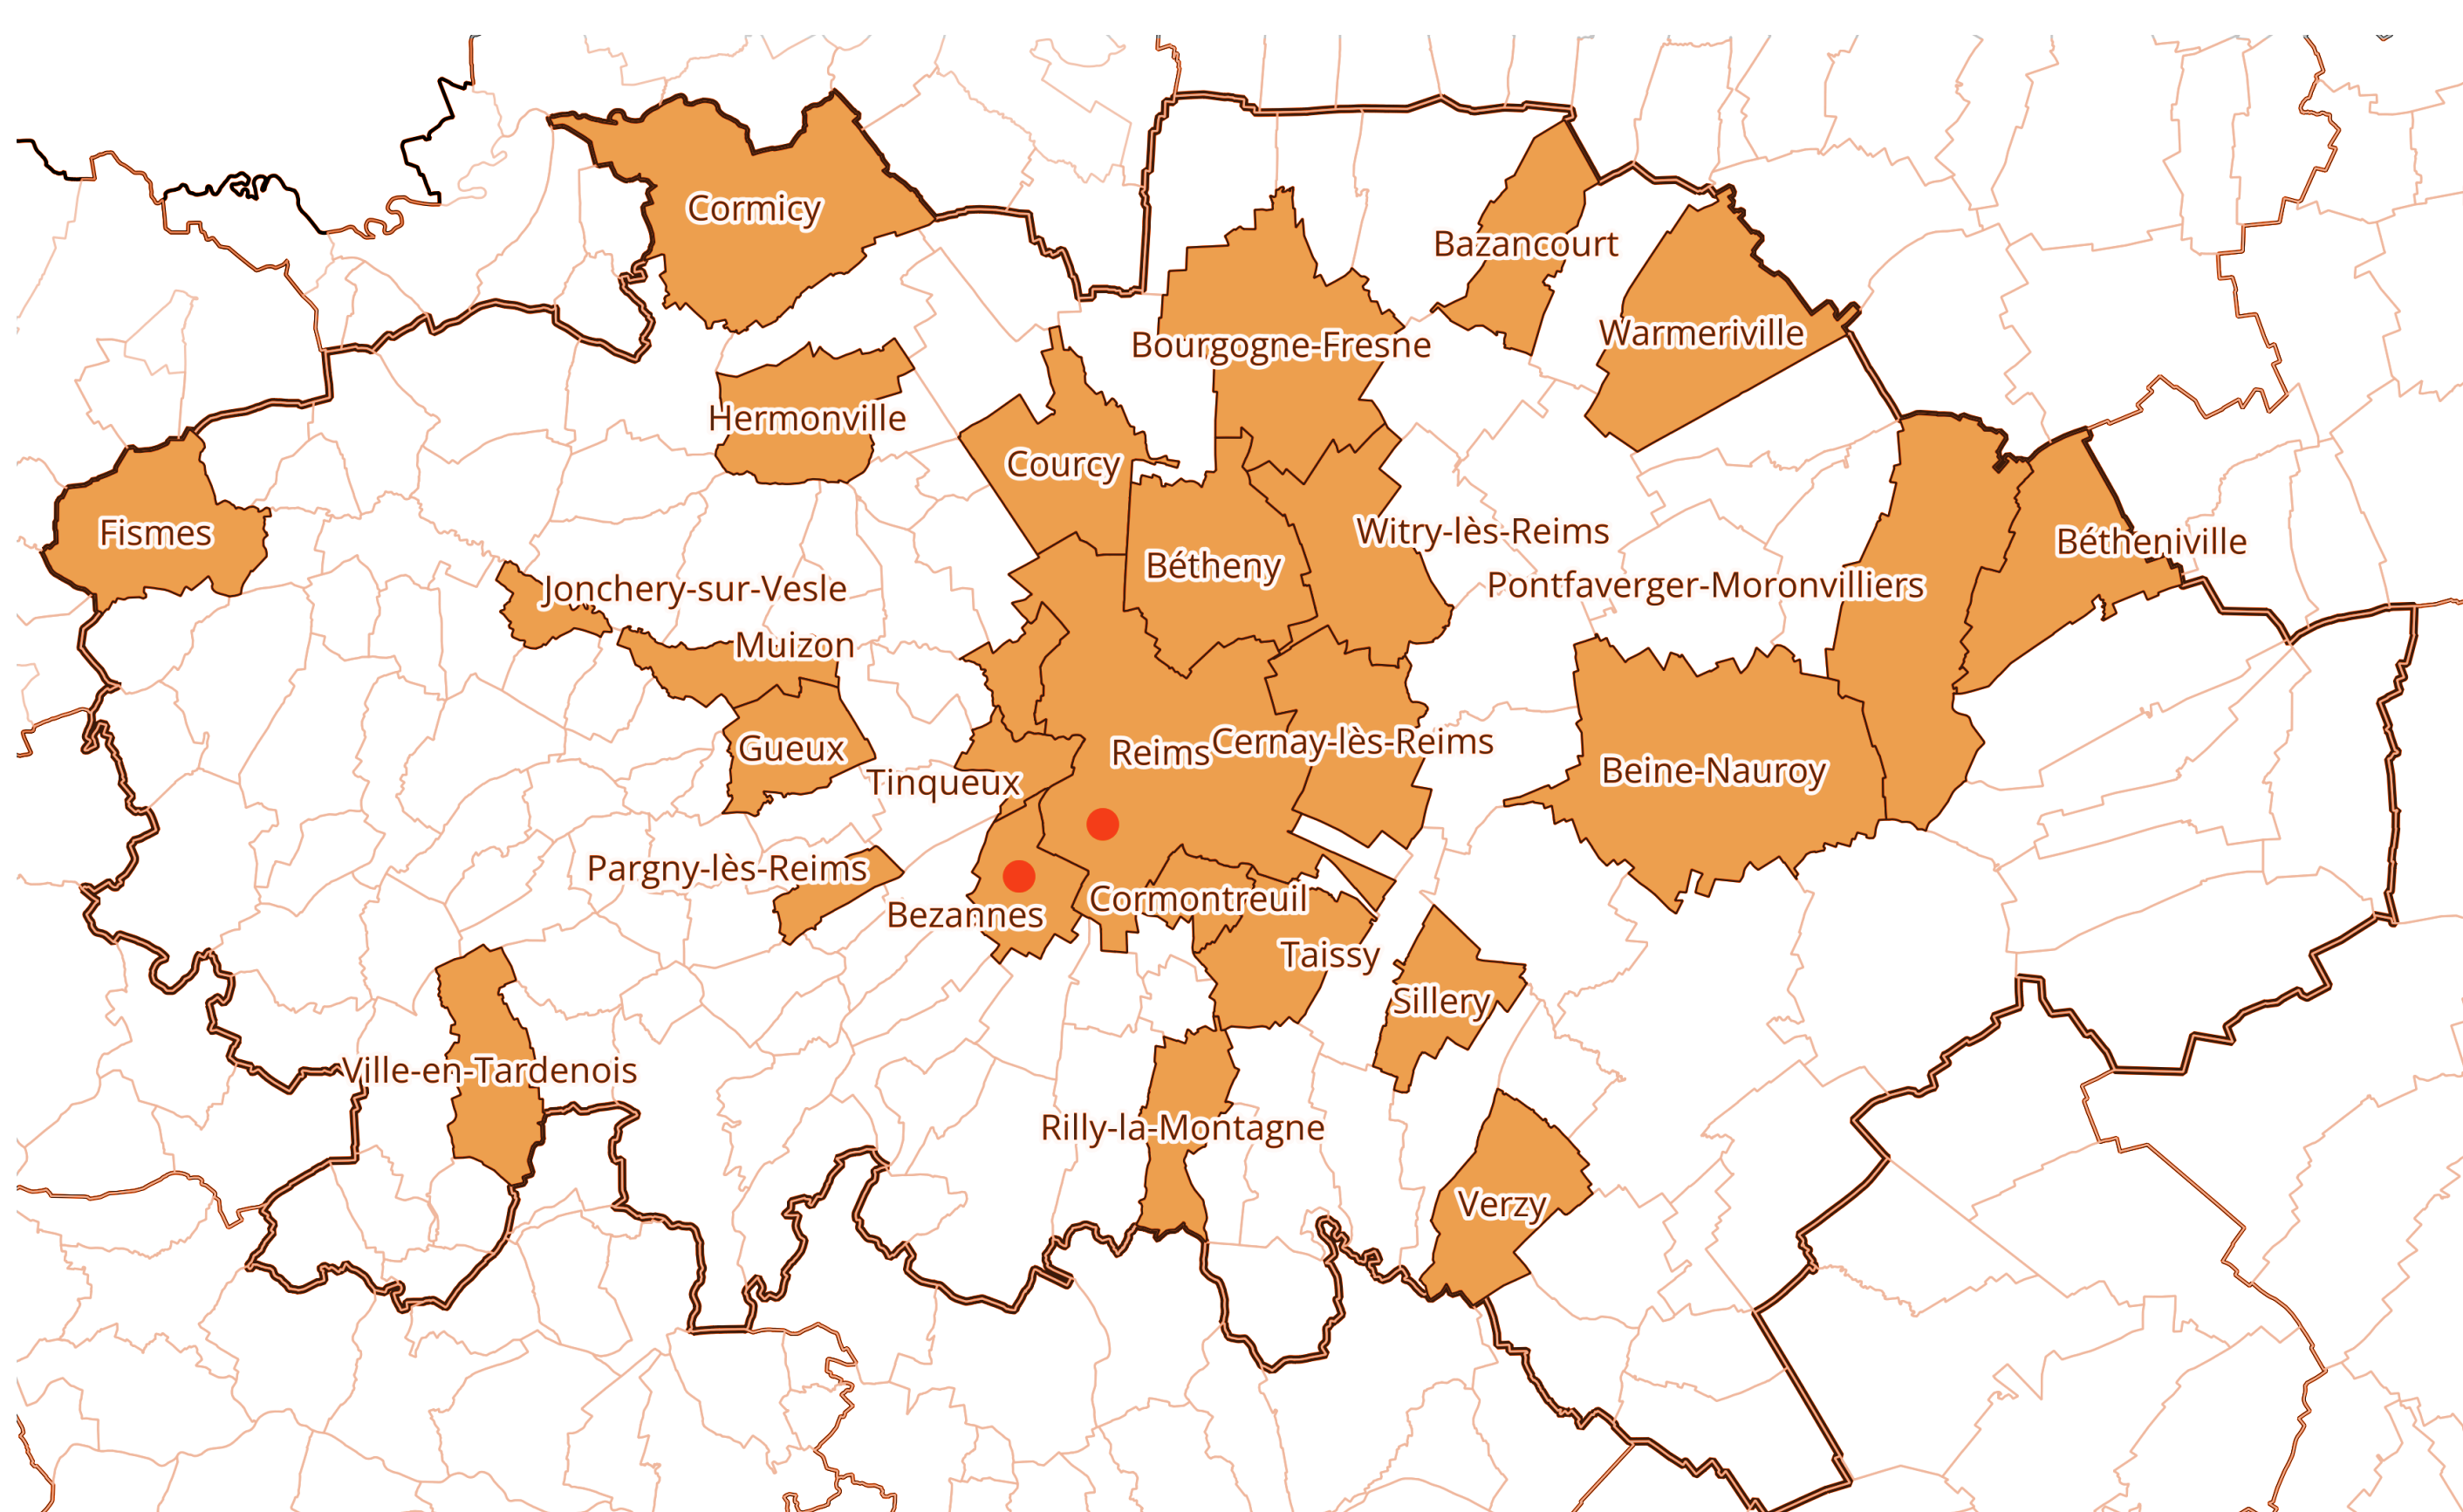 Cormicy
Bazancourt
Warmeriville
Bourgogne-Fresne
Hermonville
Courcy
Fismes
Witry-lès-Reims
Bétheniville
Bétheny
Pontfaverger-Moronvilliers
Jonchery-sur-Vesle
Muizon
Gueux
Reims
Cernay-lès-Reims
Beine-Nauroy
Tinqueux
Pargny-lès-Reims
Cormontreuil
Bezannes
Taissy
Sillery
Ville-en-Tardenois
Rilly-la-Montagne
Verzy